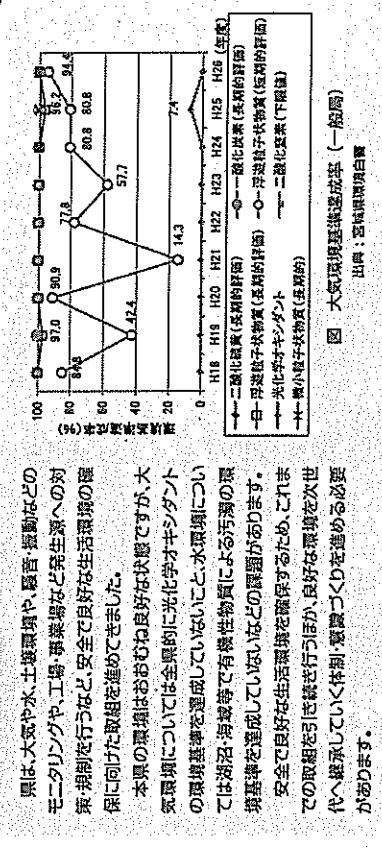 県は、大気や水、土壌環境や、騒音・振動などの
モニタリングや、工場・事業場など発生源への対
策・規制を行うなど、安全で良好な生活環境の確
保に向けた取組を進めてきました。
本県の環境はおおむね良好な状態ですが、大
気環境については全県的に光化学オキシダント
の環境基準を達成していないこと、水環境につい
ては湖沼、海域等で有機性物質による汚濁の環
境基準を達成していないなどの課題があります。
安全で良好な生活環境を確保するため、これま
での取組を引き続き行うほか、良好な環境を次世
代へ継承していく体制・意識づくりを進める必要
があります。
環境基準達成率(%)
100
80
60
40
20
0
97.0
90.9
42.4
14.3
77.8
57.7
80.8
96.2
80.8
94.4
7.4
H18 H19 H20 H21 H22 H23 H24 H25 H26 (年度)
二酸化硫黄(長期的評価)
一酸化炭素(長期的評価)
浮遊粒子状物質(長期的評価)
浮遊粒子状物質(短期的評価)
光化学オキシダント
二酸化窒素(下限値)
微小粒子状物質(長期的)
図 大気環境基準達成率(一般局)
出典:宮城県環境白書